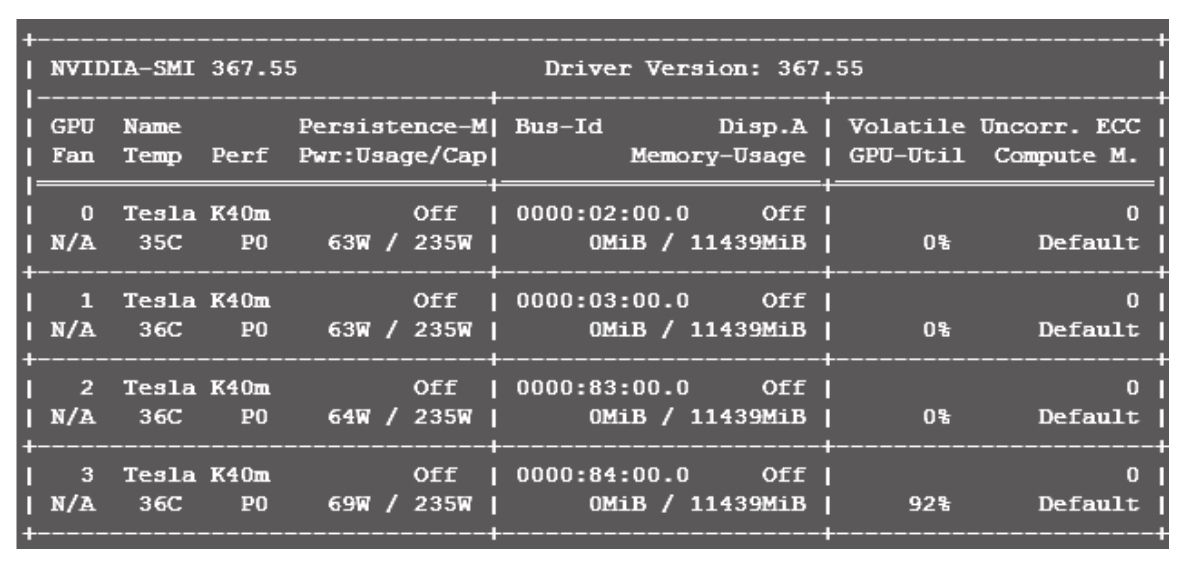 +-----------------------------------------------------------------------------+
| NVIDIA-SMI 367.55                 Driver Version: 367.55                    |
|-------------------------------+----------------------+----------------------+
| GPU  Name        Persistence-M| Bus-Id        Disp.A | Volatile Uncorr. ECC |
| Fan  Temp  Perf  Pwr:Usage/Cap|         Memory-Usage | GPU-Util  Compute M. |
|===============================+======================+======================|
|   0  Tesla K40m          Off  | 0000:02:00.0     Off |                    0 |
| N/A   35C    P0    63W / 235W |      0MiB / 11439MiB |      0%      Default |
+-------------------------------+----------------------+----------------------+
|   1  Tesla K40m          Off  | 0000:03:00.0     Off |                    0 |
| N/A   36C    P0    63W / 235W |      0MiB / 11439MiB |      0%      Default |
+-------------------------------+----------------------+----------------------+
|   2  Tesla K40m          Off  | 0000:83:00.0     Off |                    0 |
| N/A   36C    P0    64W / 235W |      0MiB / 11439MiB |      0%      Default |
+-------------------------------+----------------------+----------------------+
|   3  Tesla K40m          Off  | 0000:84:00.0     Off |                    0 |
| N/A   36C    P0    69W / 235W |      0MiB / 11439MiB |     92%      Default |
+-------------------------------+----------------------+----------------------+